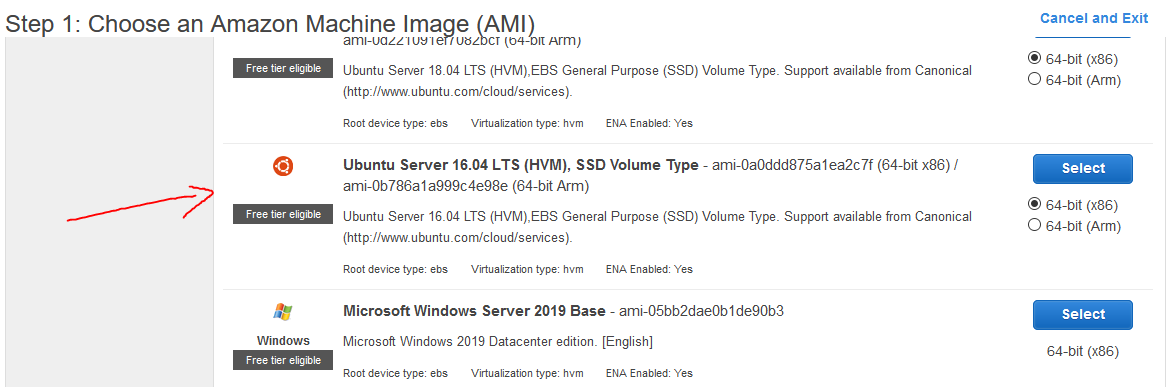 Step 1: Choose an Amazon Machine Image (AMI)
Cancel and Exit
ami-0d221091ef7082bcf (64-bit Arm)
Free tier eligible
Ubuntu Server 18.04 LTS (HVM),EBS General Purpose (SSD) Volume Type. Support available from Canonical
(http://www.ubuntu.com/cloud/services).
64-bit (x86)
64-bit (Arm)
Root device type: ebs Virtualization type: hvm ENA Enabled: Yes
Ubuntu Server 16.04 LTS (HVM), SSD Volume Type - ami-0a0ddd875a1ea2c7f (64-bit x86) /
ami-0b786a1a999c4e98e (64-bit Arm)
Select
Free tier eligible
Ubuntu Server 16.04 LTS (HVM),EBS General Purpose (SSD) Volume Type. Support available from Canonical
(http://www.ubuntu.com/cloud/services).
64-bit (x86)
64-bit (Arm)
Root device type: ebs Virtualization type: hvm ENA Enabled: Yes
Microsoft Windows Server 2019 Base - ami-05bb2dae0b1de90b3
Select
Windows
Free tier eligible
Microsoft Windows 2019 Datacenter edition. [English]
64-bit (x86)
Root device type: ebs Virtualization type: hvm ENA Enabled: Yes